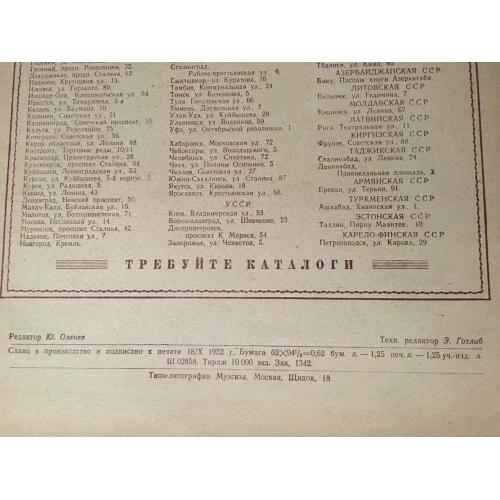 Грозный, просп. Революции, 32.
Дзауджикау, просп. Сталина, 12
Иваново, Крутицкая ул., 13.
Ижевск, ул. Горького, 80.
Йошкар-Ола, Комсомольская ул., 64
Иркутск, ул. Тимирязева, 3-а
Казань, ул. Баумана, 19
Калинин, Советская ул., 31
Калининград, Советский проспект,
Калуга, ул. Революции, 15
Кемерово, Советская ул., 56.
Киров областной, ул. Ленина, 88.
Кострома, Торговые ряды, 10/11.
Краснодар, Пролетарская ул., 28
Красноярск, проспект Сталина, 94
Куйбышев, Ленинградская ул., 53
Курган, ул. Куйбышева, 5-й корпус, 3.
Курск, ул. Радищева, 5
Кызыл, ул. Ленина, 43
Ленинград, Невский проспект, 50.
Махач-Кала, Буйнакская ул., 15.
Молотов, ул. Большевистская, 71.
Москва, Неглинная ул., 14.
Мурманск, проспект Сталина, 42.
Нальчик, Почтовая ул., 7
Новгород, Кремль.
Сталинград,
Рабоче-крестьянская ул., 6
Сыктывкар, ул. Куратова, 16
Тамбов, Коммунальная ул., 24
Томск, ул. Батенькова, 5
Тула, Гоголевская ул., 66
Тюмень, ул., 7
Улан-Удэ, Куйбышева, 28
Ульяновск, ул. Водников, 59
Уфа, ул. Октябрьской революции, 1
Хабаровск, Московская ул., 72
Чебоксары, ул. Володарского, 3
Челябинск, ул. Спартака, 72
Чита, ул. Полины Осипенко, 5
Чкалов, Советская ул., 27
Южно-Сахалинск, ул. Сталина, 87
Якутск, ул. Кирова, 18
Ярославль, Крестьянская ул., 68.
УССР
Киев, Владимирская ул., 53.
Ворошиловград, ул. Шевченко, 23.
Днепропетровск,
проспект К. Маркса, 54
Запорожье, ул. Чекистов, 5.
Тбилиси, ул. Камо, 40
АЗЕРБАЙДЖАНСКАЯ ССР
Баку, Пассаж книги Азеркитаба
ЛИТОВСКАЯ ССР
Вильнюс, ул. Гедимина, 7
МОЛДАВСКАЯ ССР
Кишинев, ул. Ленина, 67
ЛАТВИЙСКАЯ ССР
Рига, Театральная ул., 11
КИРГИЗСКАЯ ССР
Фрунзе, Советская ул., 88
ТАДЖИКСКАЯ ССР
Сталинабад, ул. Ленина, 24.
Ленинабад,
Привокзальная площадь, 3.
АРМЯНСКАЯ ССР
Ереван, ул. Теряна, 91.
ТУРКМЕНСКАЯ ССР
Ашхабад, Хивинская ул., 1.
ЭСТОНСКАЯ ССР
Таллин, Пярну Маантее, 10
КАРЕЛО-ФИНСКАЯ ССР
Петрозаводск, ул. Кирова, 29
ТРЕБУЙТЕ КАТАЛОГИ
Редактор Ю. Оленев
Техн. редактор Э. Готлиб
Сдано в производство и подписано к печати 18/X 1952 г. Бумага 62×94¹/₈=0,62 бум. л. — 1,25 печ. л. — 1,25 уч.-изд. л.
Ш 02858. Тираж 10 000 экз. Зак. 1342.
Типо-литография Музгиза, Москва, Щипок, 18